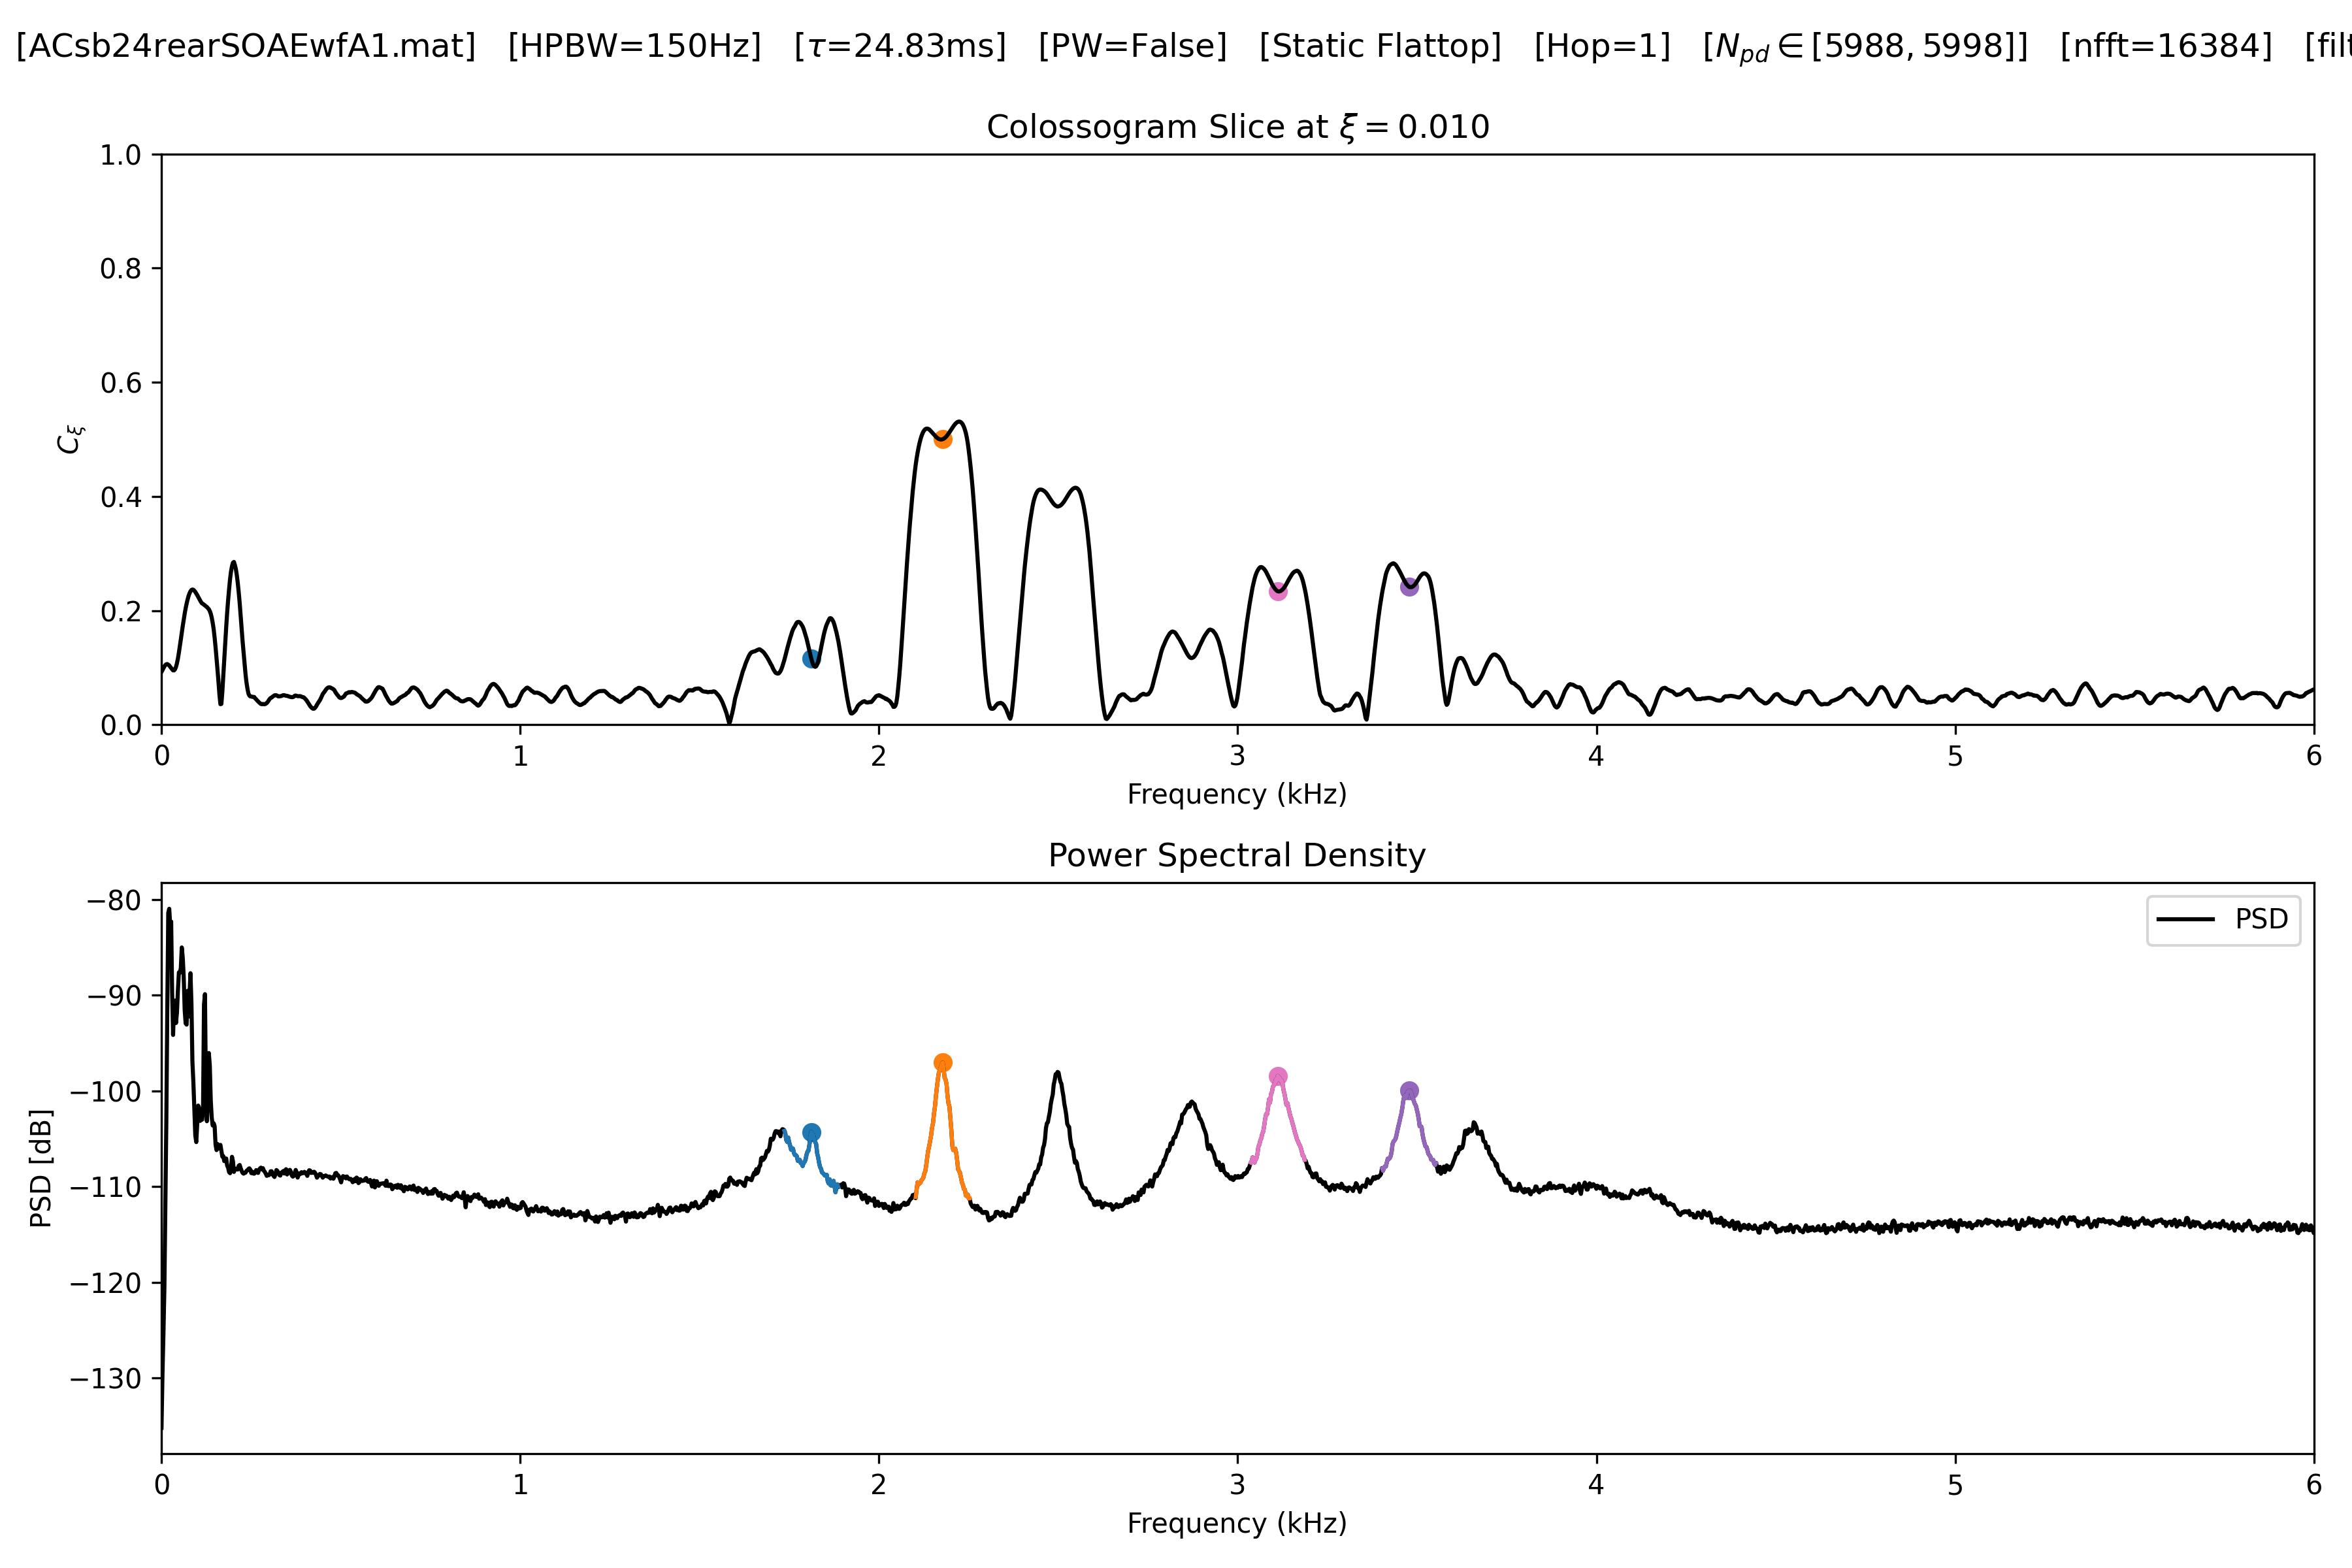 [ACsb24rearSOAEwfA1.mat] [HPBW=150Hz] [τ=24.83ms] [PW=False] [Static Flattop] [Hop=1] [N_pd ∈ [5988, 5998]] [nfft=16384] [filt
Colossogram Slice at ξ = 0.010
1.0
0.8
0.6
0.4
0.2
0.0
C_ξ
0 1 2 3 4 5 6
Frequency (kHz)
Power Spectral Density
−80
−90
−100
−110
−120
−130
PSD [dB]
PSD
0 1 2 3 4 5 6
Frequency (kHz)